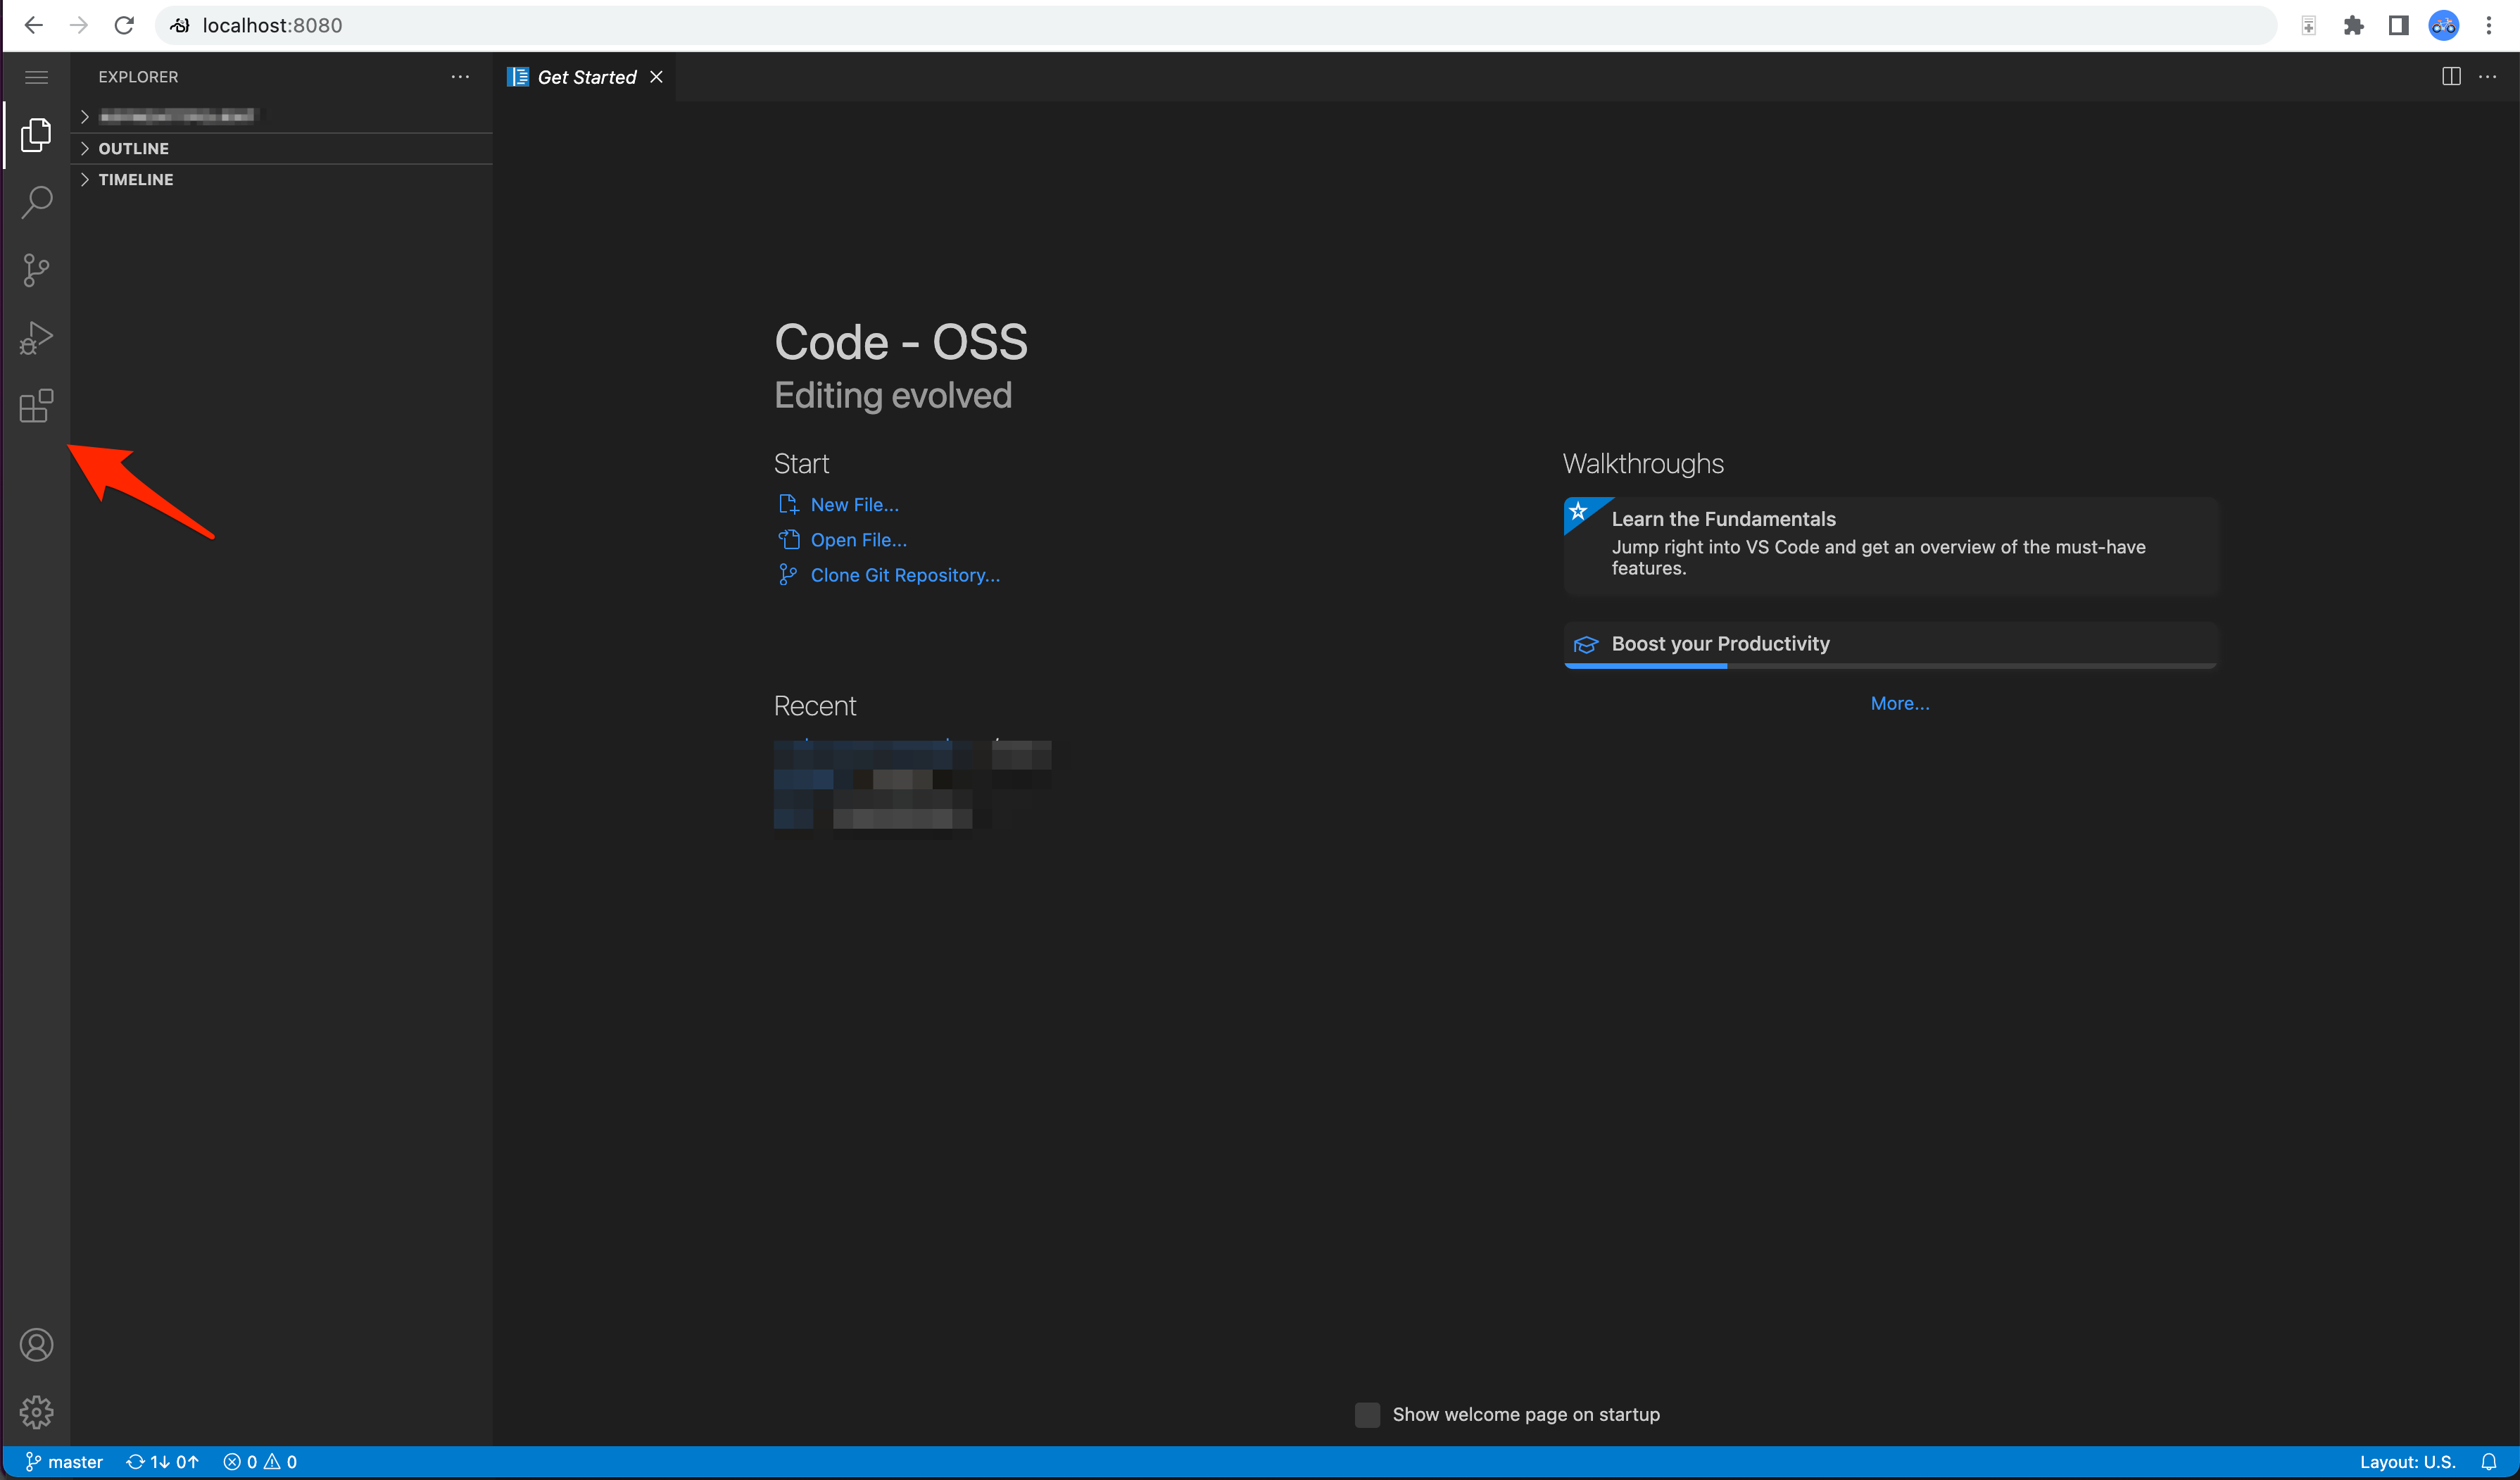 localhost:8080
EXPLORER
Get Started
OUTLINE
TIMELINE
Code - OSS
Editing evolved
Start
New File...
Open File...
Clone Git Repository...
Recent
Walkthroughs
Learn the Fundamentals
Jump right into VS Code and get an overview of the must-have
features.
Boost your Productivity
More...
Show welcome page on startup
master 1↓ 0↑ 0 0
Layout: U.S.